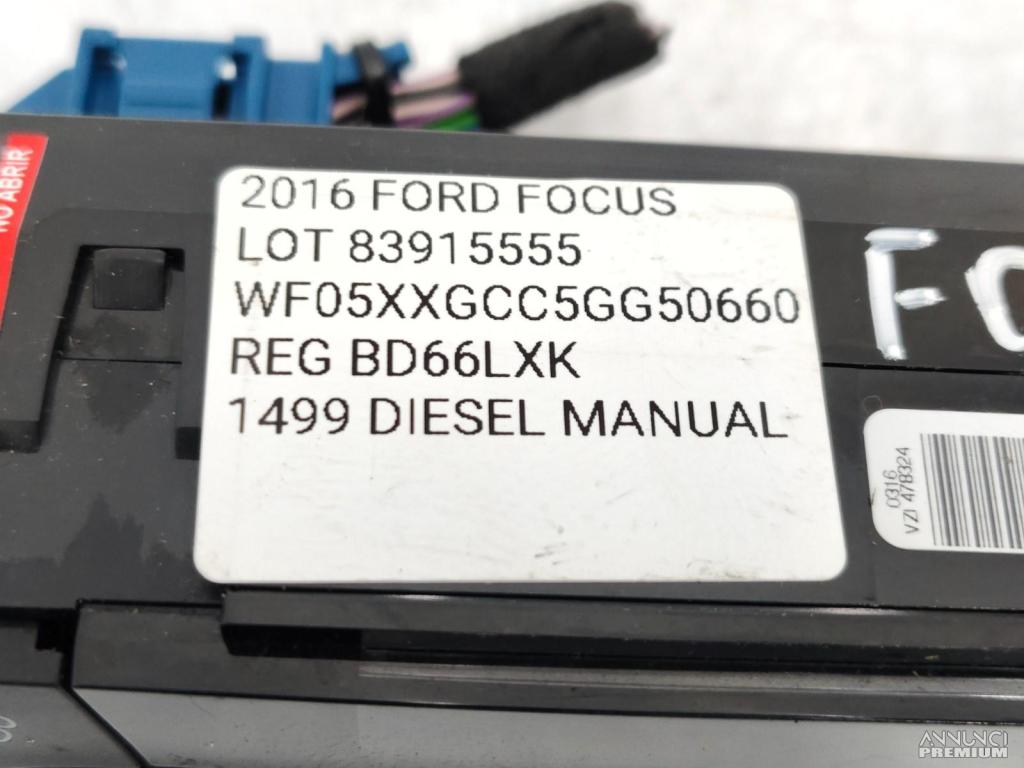 NO ABRIR
2016 FORD FOCUS
LOT 83915555
WF05XXGCC5GG50660
REG BD66LXK
1499 DIESEL MANUAL
FO
0316
VZI 478324
ANNUNCI
PREMIUM